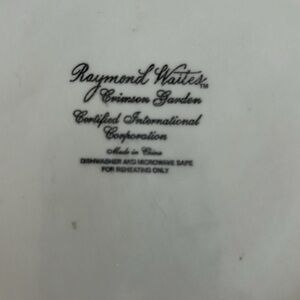 Raymond Waites™
Crimson Garden
Certified International
Corporation
Made in China
DISHWASHER AND MICROWAVE SAFE
FOR REHEATING ONLY